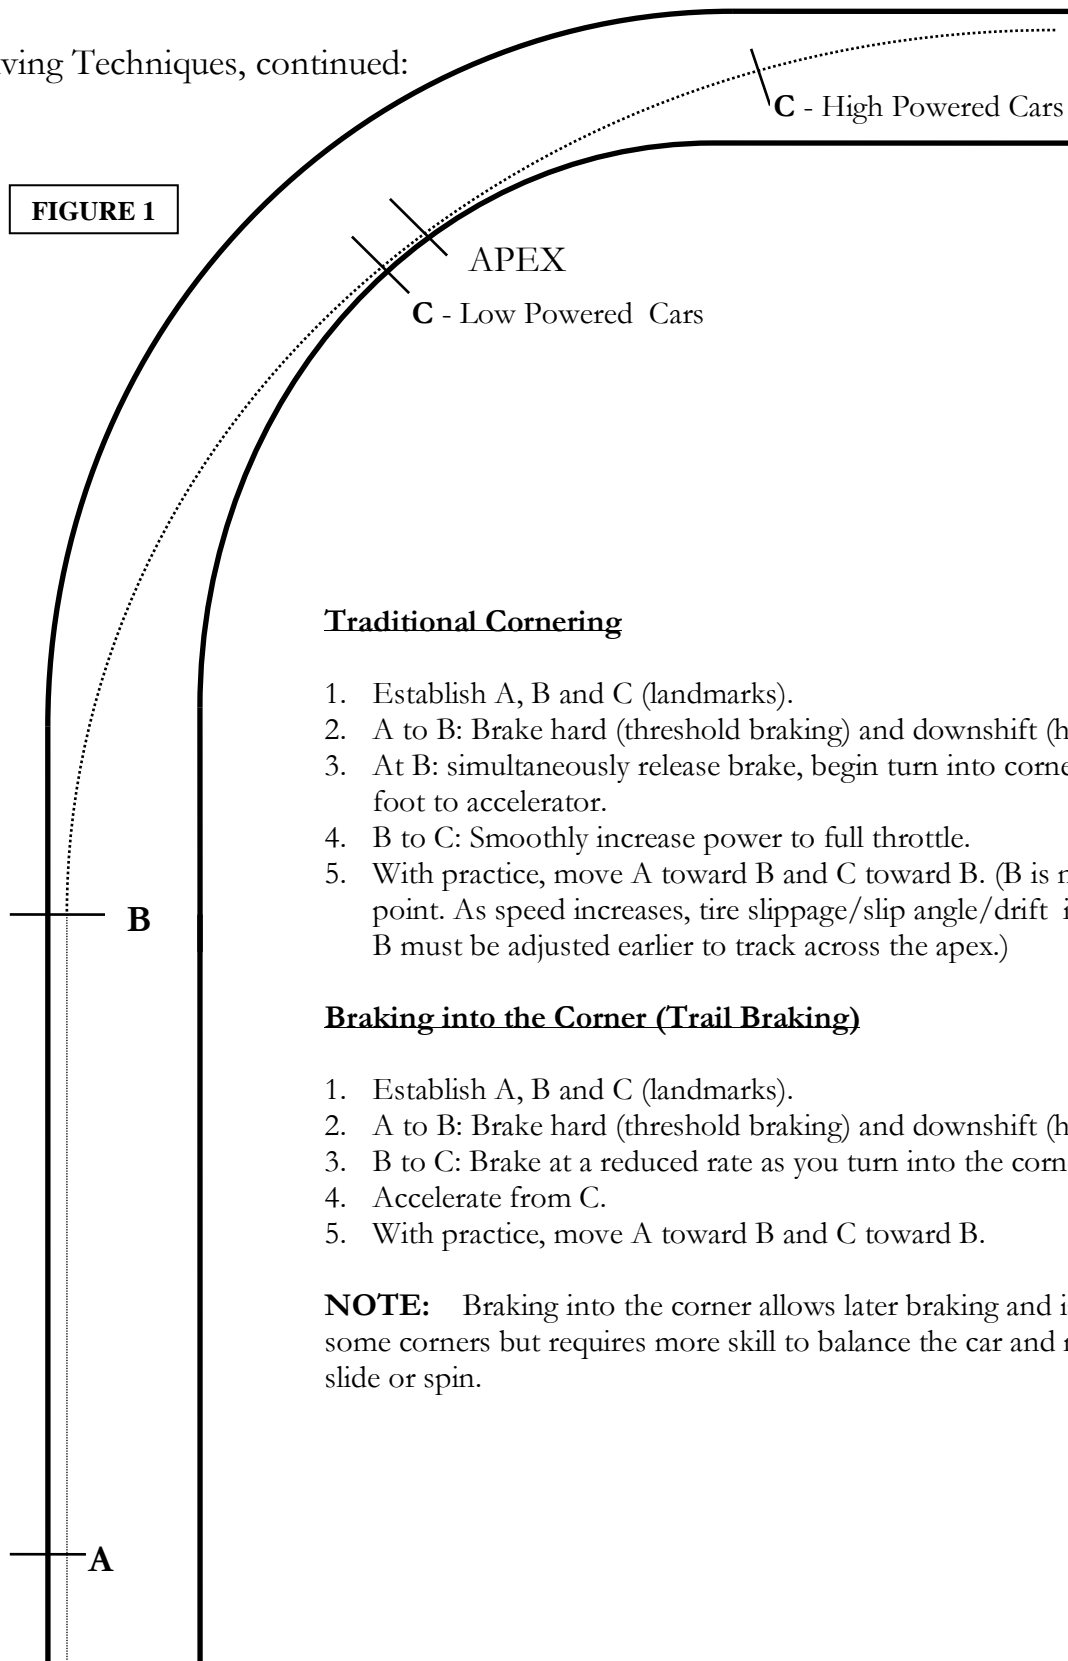 ving Techniques, continued:
C - High Powered Cars
FIGURE 1
APEX
C - Low Powered Cars
Traditional Cornering
1. Establish A, B and C (landmarks).
2. A to B: Brake hard (threshold braking) and downshift (h
3. At B: simultaneously release brake, begin turn into corne
foot to accelerator.
4. B to C: Smoothly increase power to full throttle.
5. With practice, move A toward B and C toward B. (B is
point. As speed increases, tire slippage/slip angle/drift
B must be adjusted earlier to track across the apex.)
B
Braking into the Corner (Trail Braking)
1. Establish A, B and C (landmarks).
2. A to B: Brake hard (threshold braking) and downshift (h
3. B to C: Brake at a reduced rate as you turn into the corn
4. Accelerate from C.
5. With practice, move A toward B and C toward B.
NOTE: Braking into the corner allows later braking and
some corners but requires more skill to balance the car and
slide or spin.
A